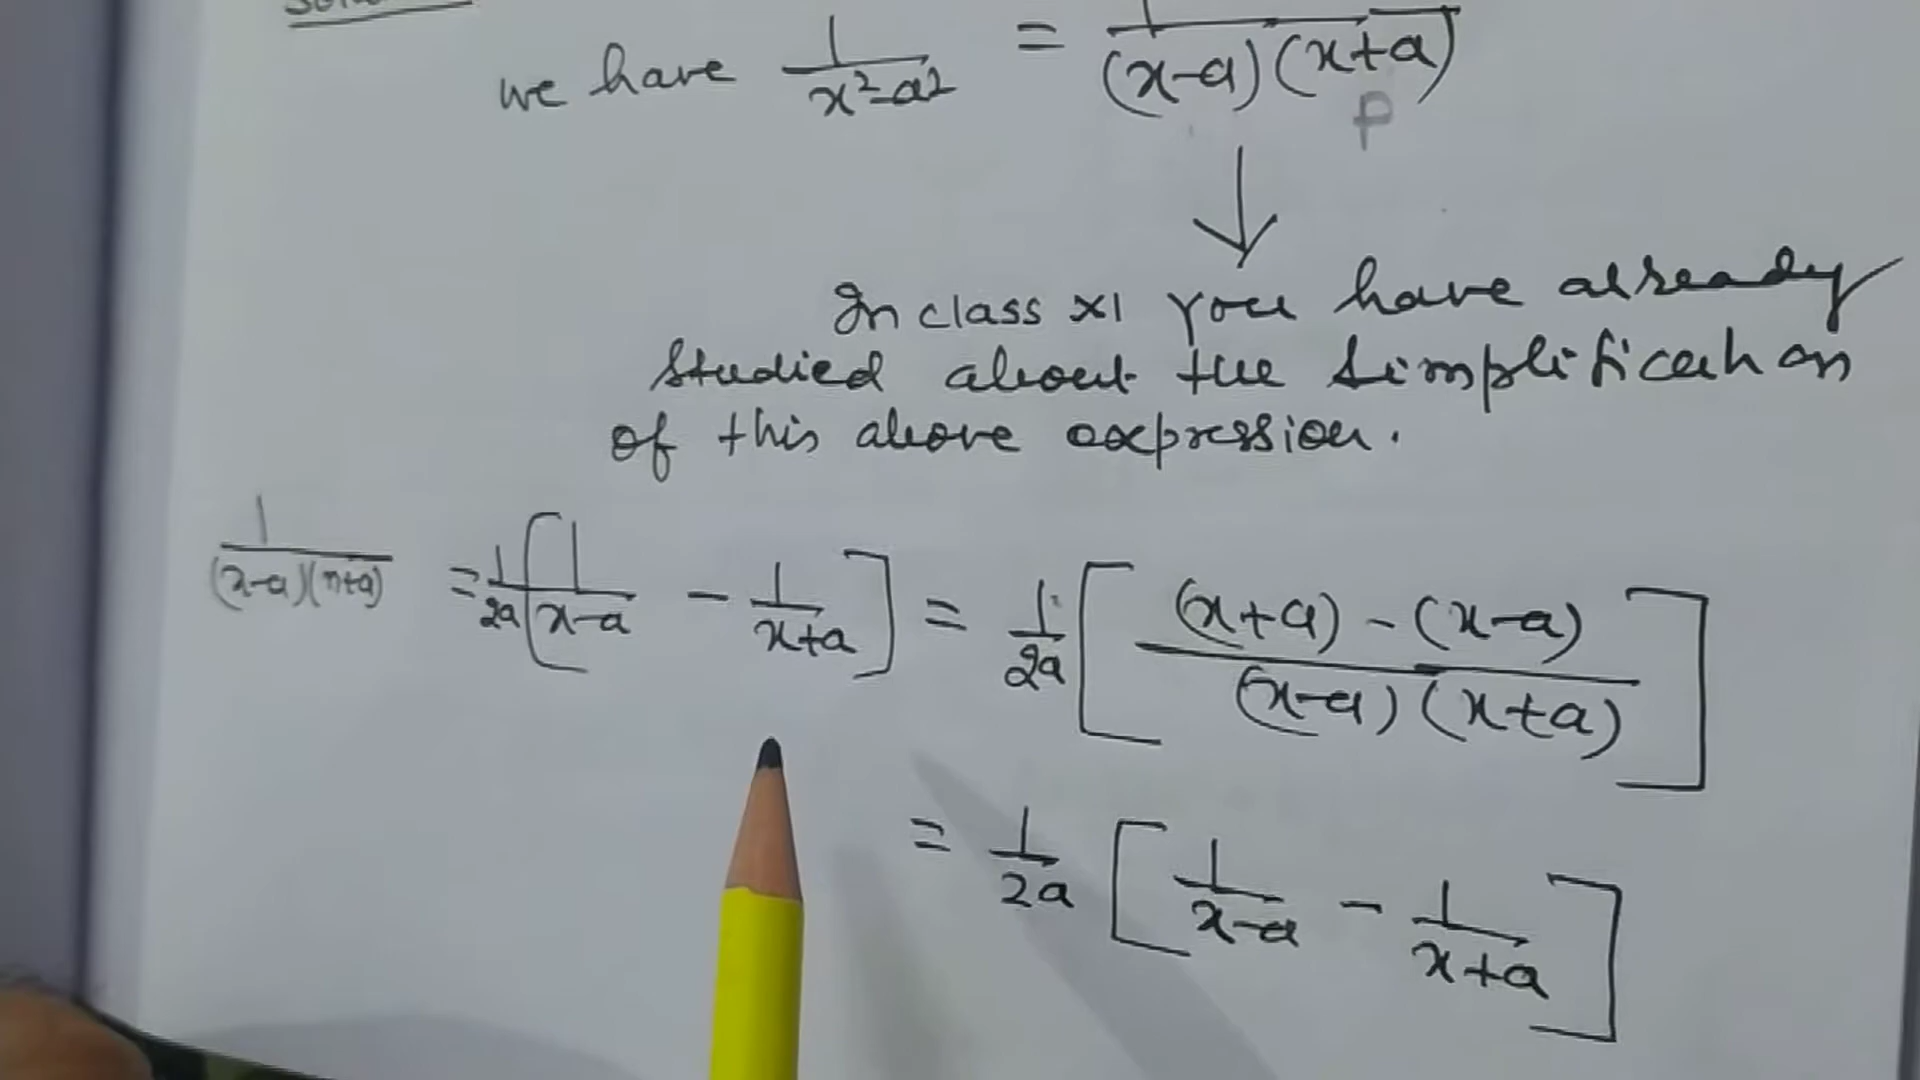 we have 1/(x²-a²) = 1/((x-a)(x+a))
P
↓
In class XI you have already
studied about the simplification
of this above expression.
1/((x-a)(x+a)) = 1/2a [1/(x-a) - 1/(x+a)] = 1/2a [((x+a)-(x-a))/((x-a)(x+a))]
= 1/2a [1/(x-a) - 1/(x+a)]